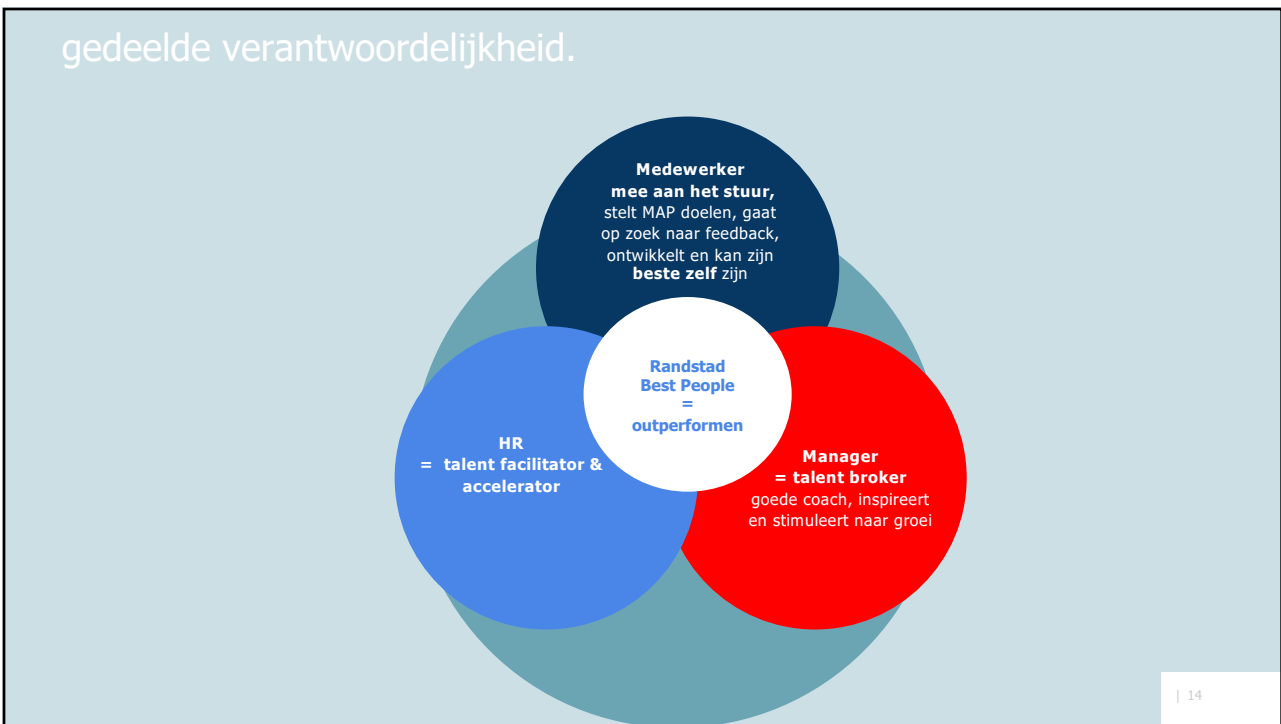 gedeelde verantwoordelijkheid.
Medewerker
mee aan het stuur,
stelt MAP doelen, gaat
op zoek naar feedback,
ontwikkelt en kan zijn
beste zelf zijn
Randstad
Best People
=
outperformen
HR
= talent facilitator &
accelerator
Manager
= talent broker
goede coach, inspireert
en stimuleert naar groei
| 14